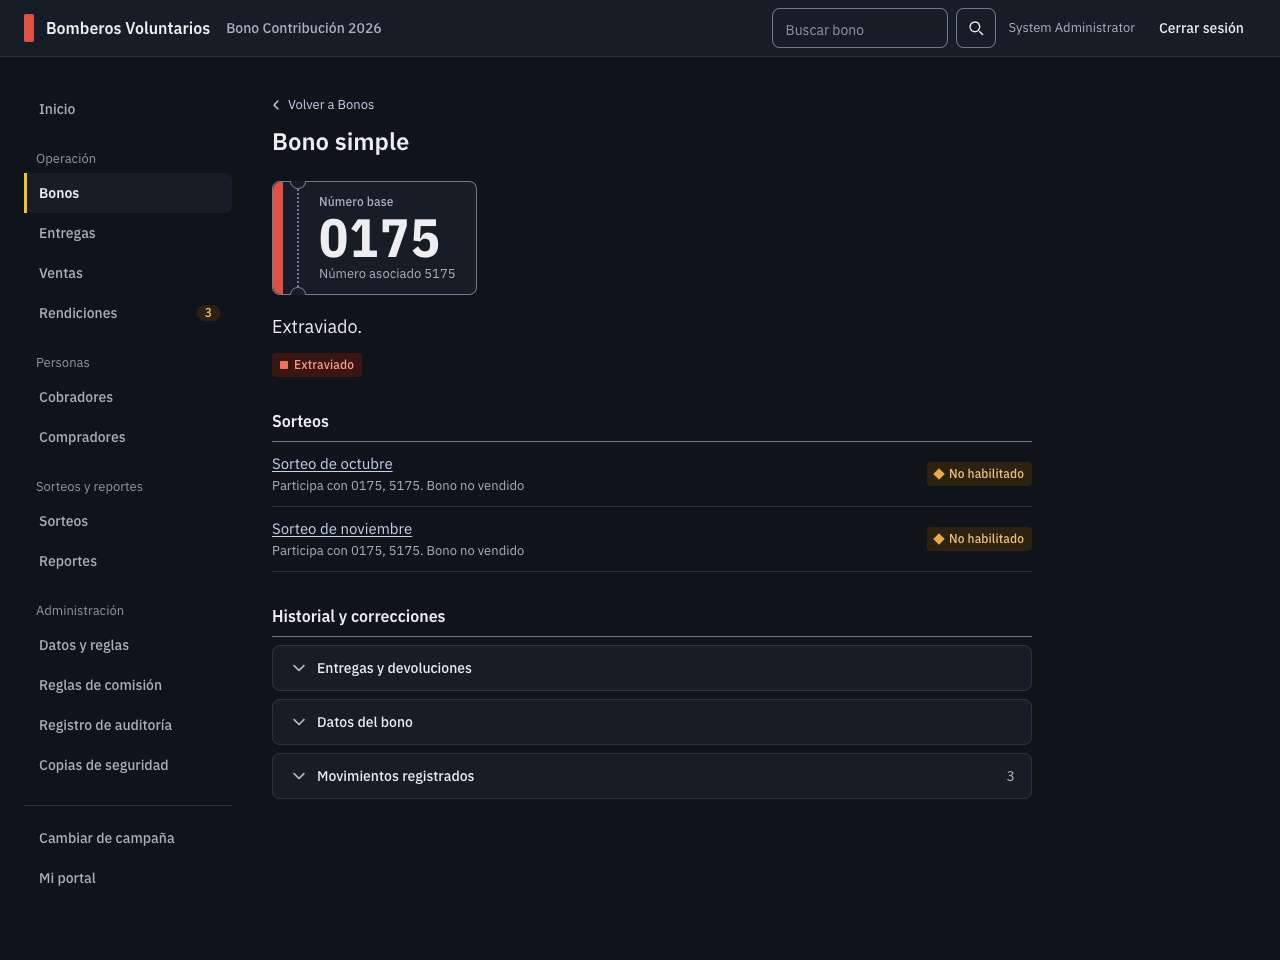 Bomberos Voluntarios
Bono Contribución 2026
Buscar bono
System Administrator
Cerrar sesión
Inicio
Operación
Bonos
Entregas
Ventas
Rendiciones 3
Personas
Cobradores
Compradores
Sorteos y reportes
Sorteos
Reportes
Administración
Datos y reglas
Reglas de comisión
Registro de auditoría
Copias de seguridad
Cambiar de campaña
Mi portal
Volver a Bonos
Bono simple
Número base
0175
Número asociado 5175
Extraviado.
Extraviado
Sorteos
Sorteo de octubre
Participa con 0175, 5175. Bono no vendido
No habilitado
Sorteo de noviembre
Participa con 0175, 5175. Bono no vendido
No habilitado
Historial y correcciones
Entregas y devoluciones
Datos del bono
Movimientos registrados 3